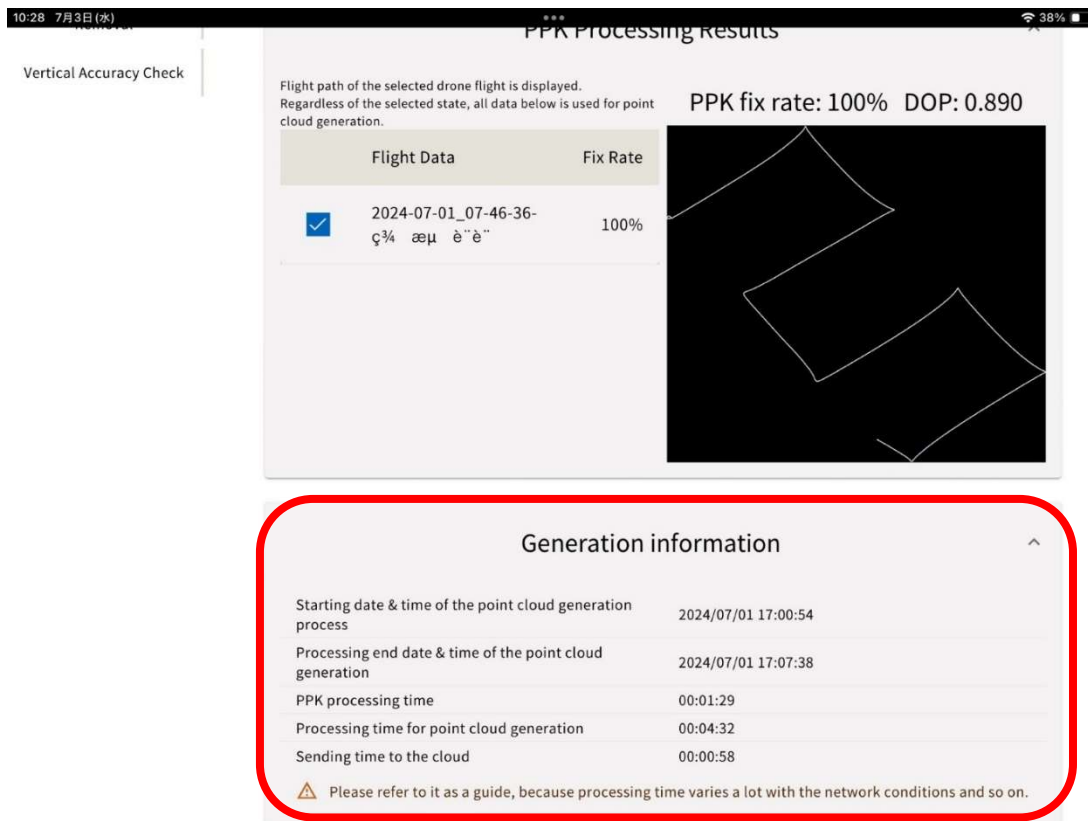 10:28 7月3日(水)
38%
Removal
Vertical Accuracy Check
PPK Processing Results
Flight path of the selected drone flight is displayed.
Regardless of the selected state, all data below is used for point
cloud generation.
PPK fix rate: 100% DOP: 0.890
Flight Data Fix Rate
2024-07-01_07-46-36-
ç¾ æµ è¨è¨ 100%
Generation information
Starting date & time of the point cloud generation
process
2024/07/01 17:00:54
Processing end date & time of the point cloud
generation
2024/07/01 17:07:38
PPK processing time 00:01:29
Processing time for point cloud generation 00:04:32
Sending time to the cloud 00:00:58
Please refer to it as a guide, because processing time varies a lot with the network conditions and so on.